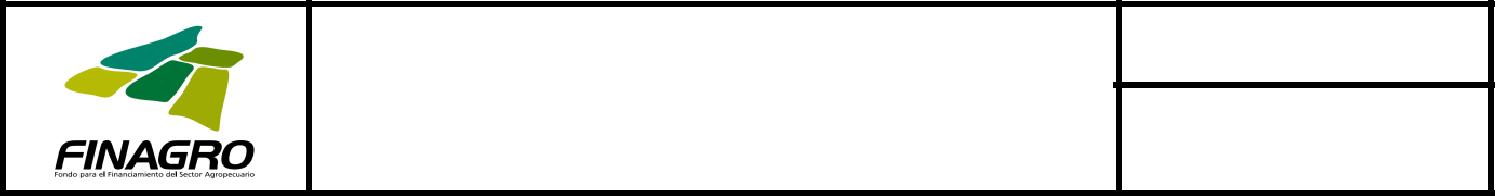 FINAGRO
Fondo para el Financiamiento del Sector Agropecuario